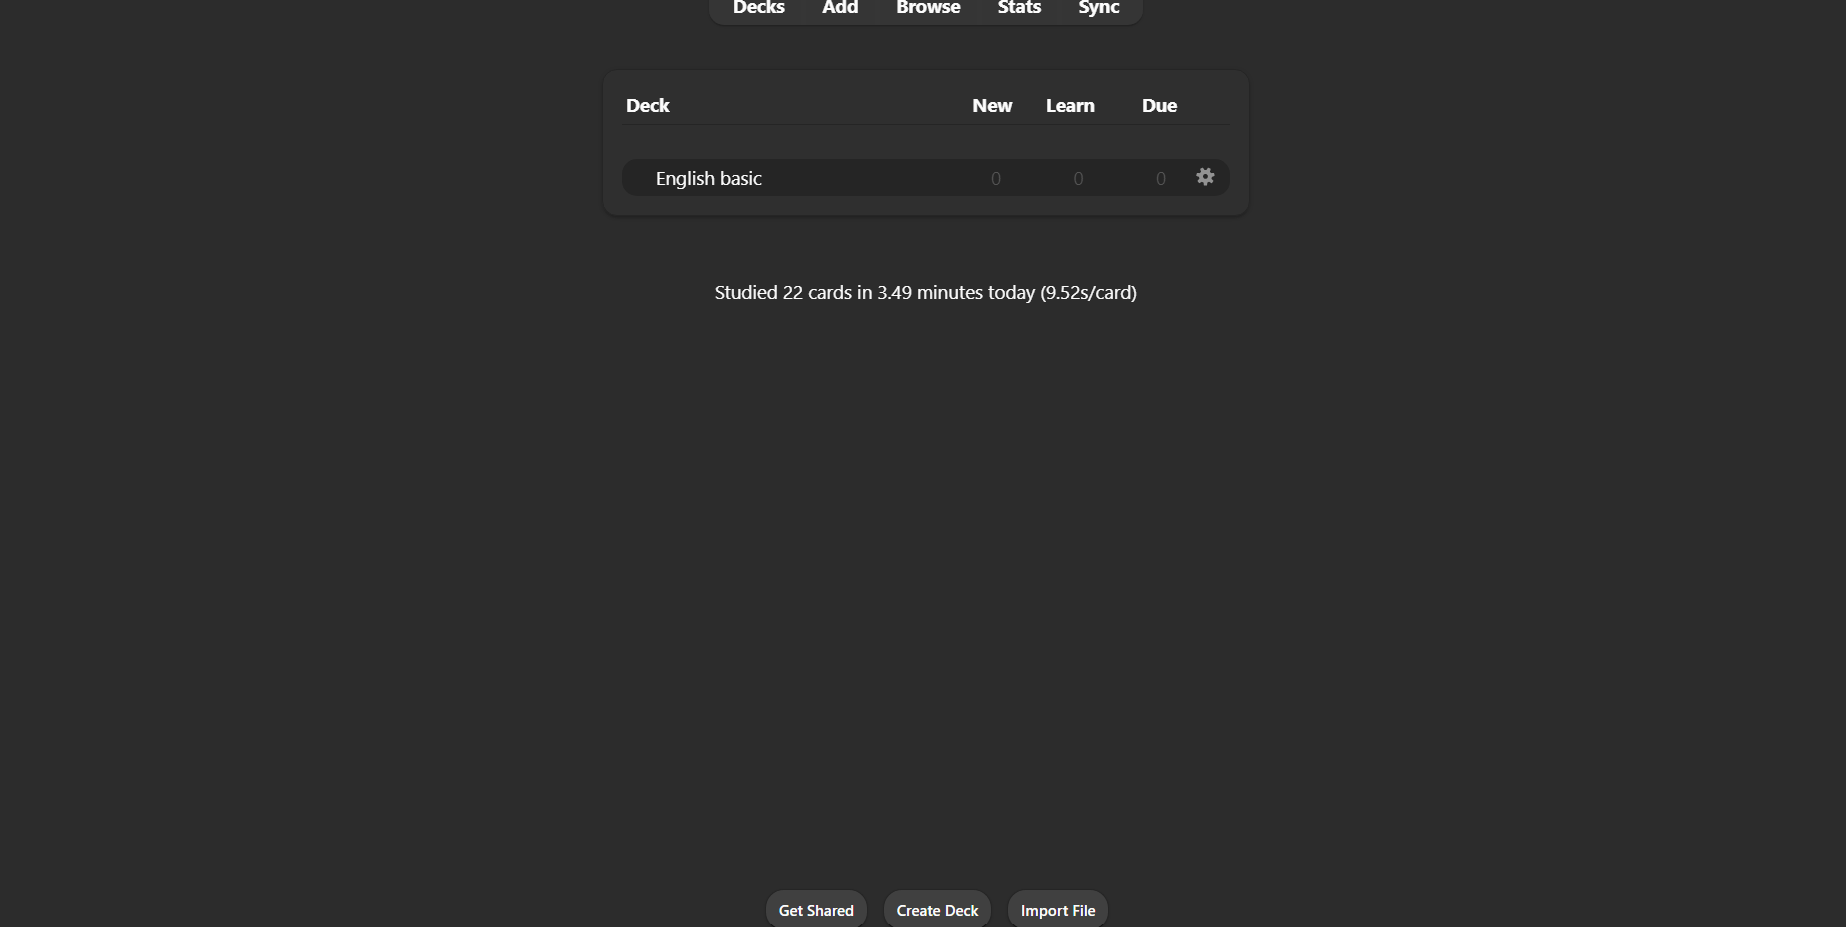 Decks Add Browse Stats Sync
Deck New Learn Due
English basic 0 0 0
Studied 22 cards in 3.49 minutes today (9.52s/card)
Get Shared Create Deck Import File